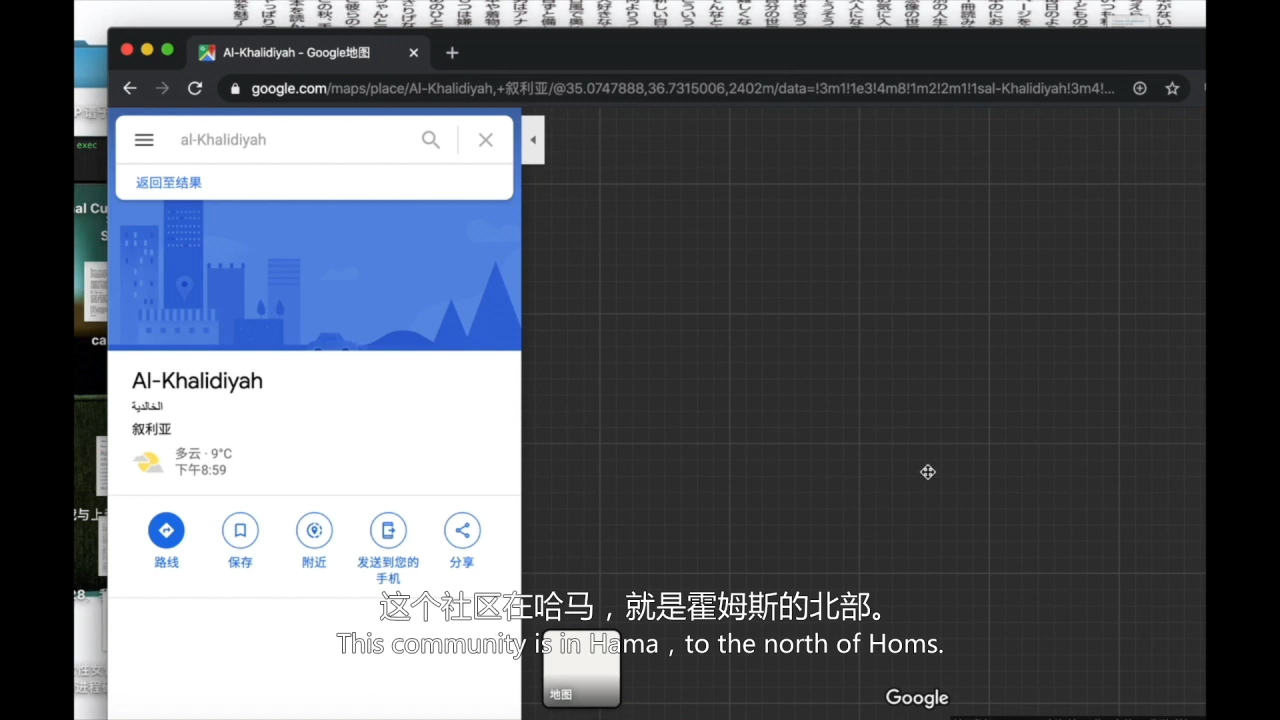 Al-Khalidiyah - Google地图
google.com/maps/place/Al-Khalidiyah,+叙利亚/@35.0747888,36.7315006,2402m/data=!3m1!1e3!4m8!1m2!2m1!1sal-Khalidiyah!3m4!...
al-Khalidiyah
返回至结果
exec
Al-Khalidiyah
الخالدية
叙利亚
多云 · 9°C
下午8:59
路线
保存
附近
发送到您的
手机
分享
这个社区在哈马，就是霍姆斯的北部。
This community is in Hama , to the north of Homs.
地图
Google